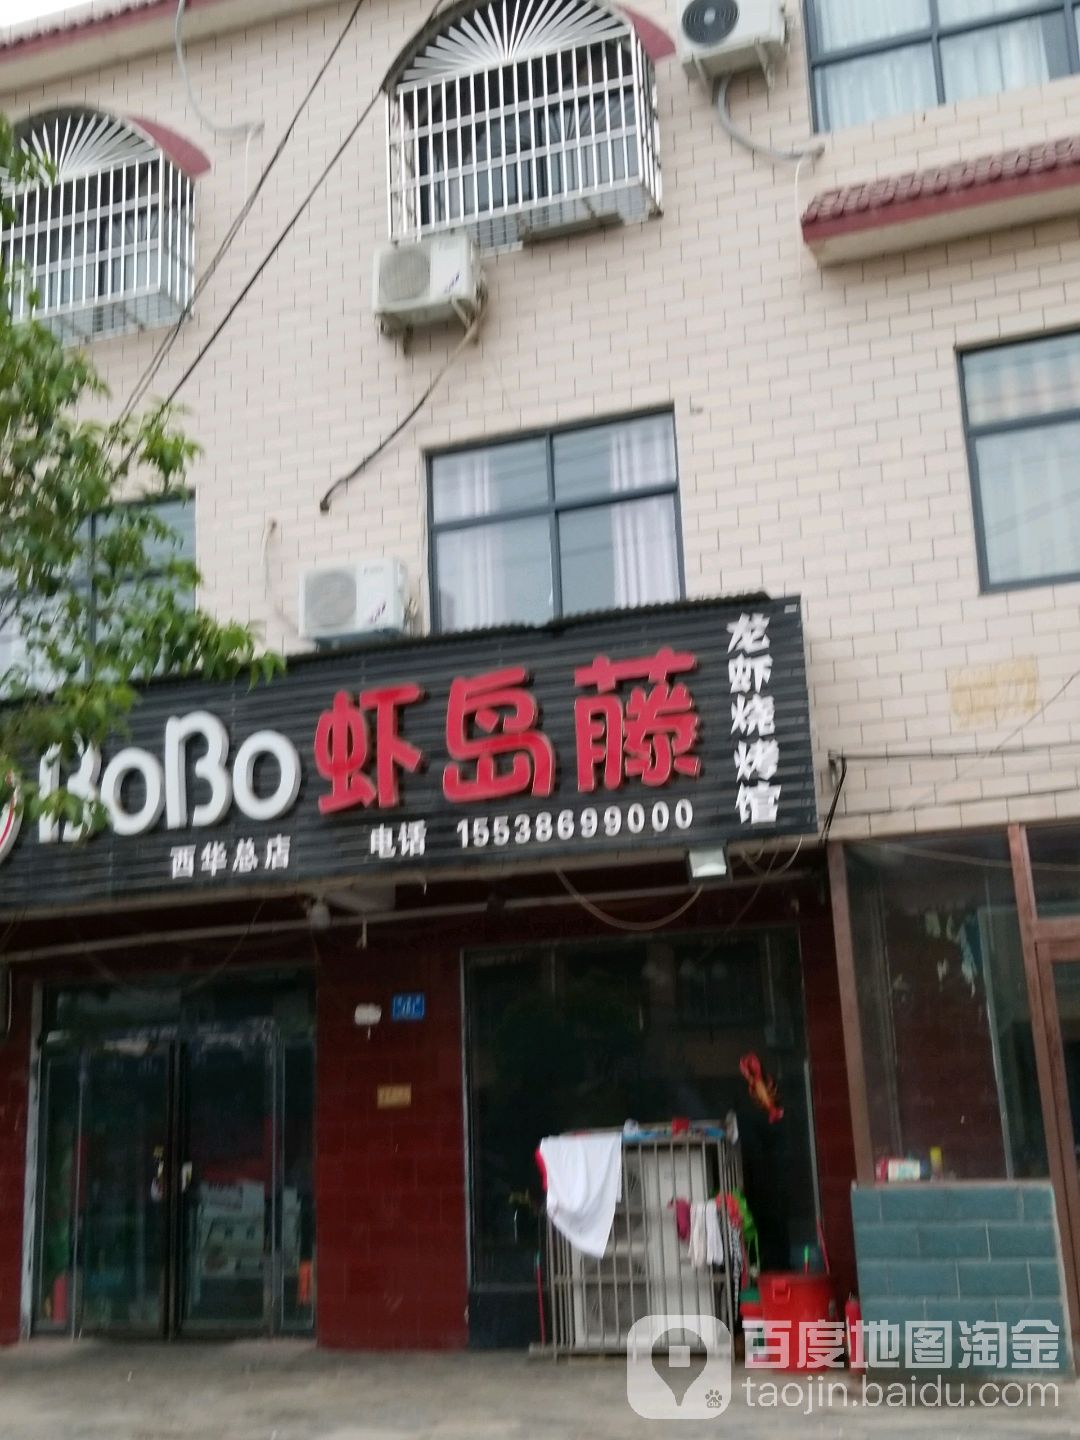 BoBo 虾岛藤
龙虾烧烤馆
西华总店 电话 15538699000
百度地图淘金
taojin.baidu.com